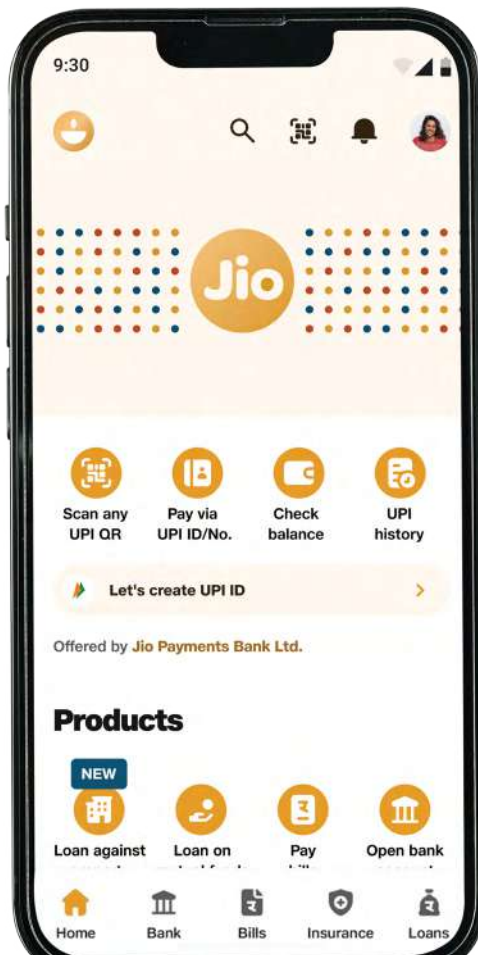 9:30
Jio
Scan any
UPI QR
Pay via
UPI ID/No.
Check
balance
UPI
history
Let's create UPI ID
Offered by Jio Payments Bank Ltd.
Products
NEW
Loan against
Loan on
Pay
Open bank
Home
Bank
Bills
Insurance
Loans